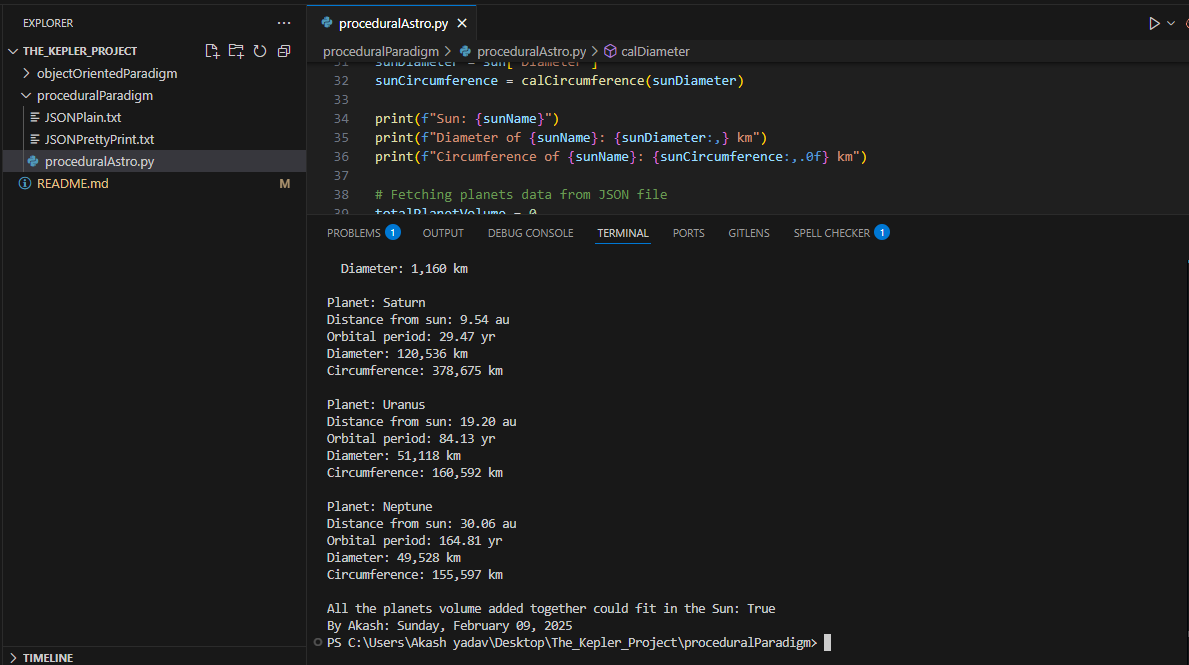 EXPLORER
THE_KEPLER_PROJECT
objectOrientedParadigm
proceduralParadigm
JSONPlain.txt
JSONPrettyPrint.txt
proceduralAstro.py
README.md M
TIMELINE
proceduralAstro.py
proceduralParadigm > proceduralAstro.py > calDiameter
31 sunDiameter = sun["Diameter"]
32 sunCircumference = calCircumference(sunDiameter)
33
34 print(f"Sun: {sunName}")
35 print(f"Diameter of {sunName}: {sunDiameter:,} km")
36 print(f"Circumference of {sunName}: {sunCircumference:,.0f} km")
37
38 # Fetching planets data from JSON file
39 totalPlanetVolume = 0
PROBLEMS 1 OUTPUT DEBUG CONSOLE TERMINAL PORTS GITLENS SPELL CHECKER 1
Diameter: 1,160 km
Planet: Saturn
Distance from sun: 9.54 au
Orbital period: 29.47 yr
Diameter: 120,536 km
Circumference: 378,675 km
Planet: Uranus
Distance from sun: 19.20 au
Orbital period: 84.13 yr
Diameter: 51,118 km
Circumference: 160,592 km
Planet: Neptune
Distance from sun: 30.06 au
Orbital period: 164.81 yr
Diameter: 49,528 km
Circumference: 155,597 km
All the planets volume added together could fit in the Sun: True
By Akash: Sunday, February 09, 2025
PS C:\Users\Akash yadav\Desktop\The_Kepler_Project\proceduralParadigm>